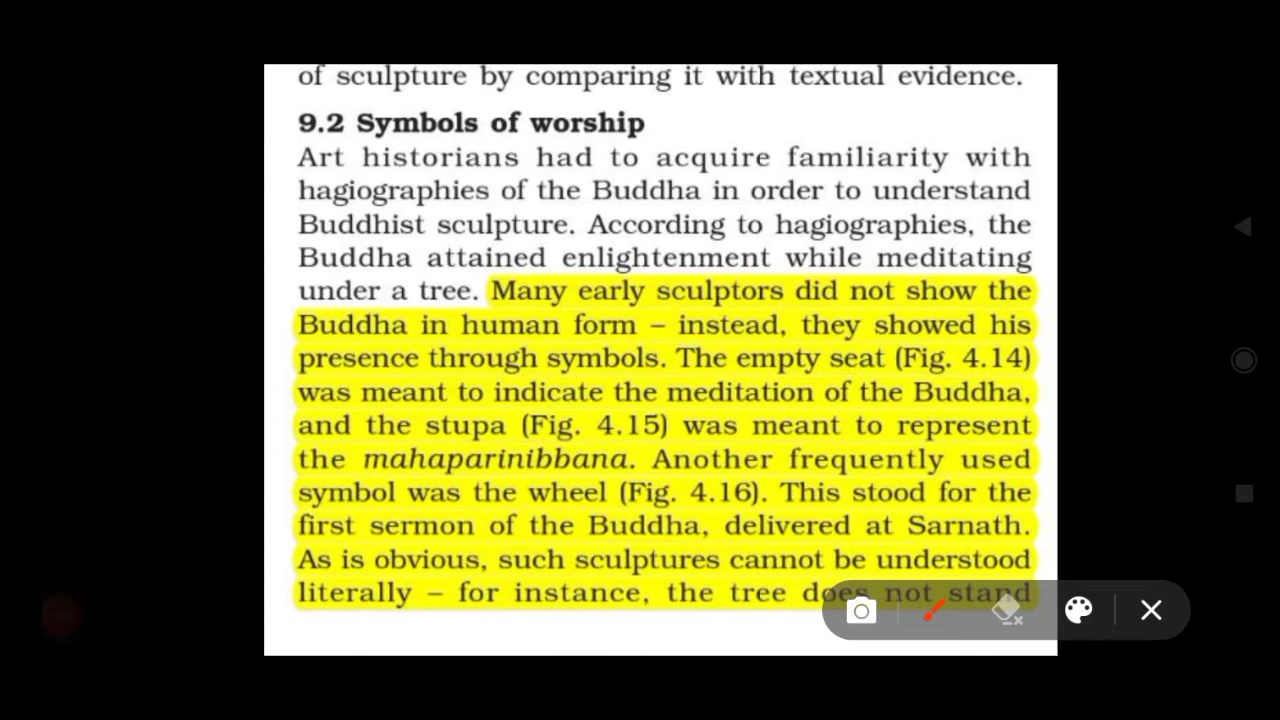 of sculpture by comparing it with textual evidence.
9.2 Symbols of worship
Art historians had to acquire familiarity with
hagiographies of the Buddha in order to understand
Buddhist sculpture. According to hagiographies, the
Buddha attained enlightenment while meditating
under a tree. Many early sculptors did not show the
Buddha in human form – instead, they showed his
presence through symbols. The empty seat (Fig. 4.14)
was meant to indicate the meditation of the Buddha,
and the stupa (Fig. 4.15) was meant to represent
the mahaparinibbana. Another frequently used
symbol was the wheel (Fig. 4.16). This stood for the
first sermon of the Buddha, delivered at Sarnath.
As is obvious, such sculptures cannot be understood
literally – for instance, the tree does not stand